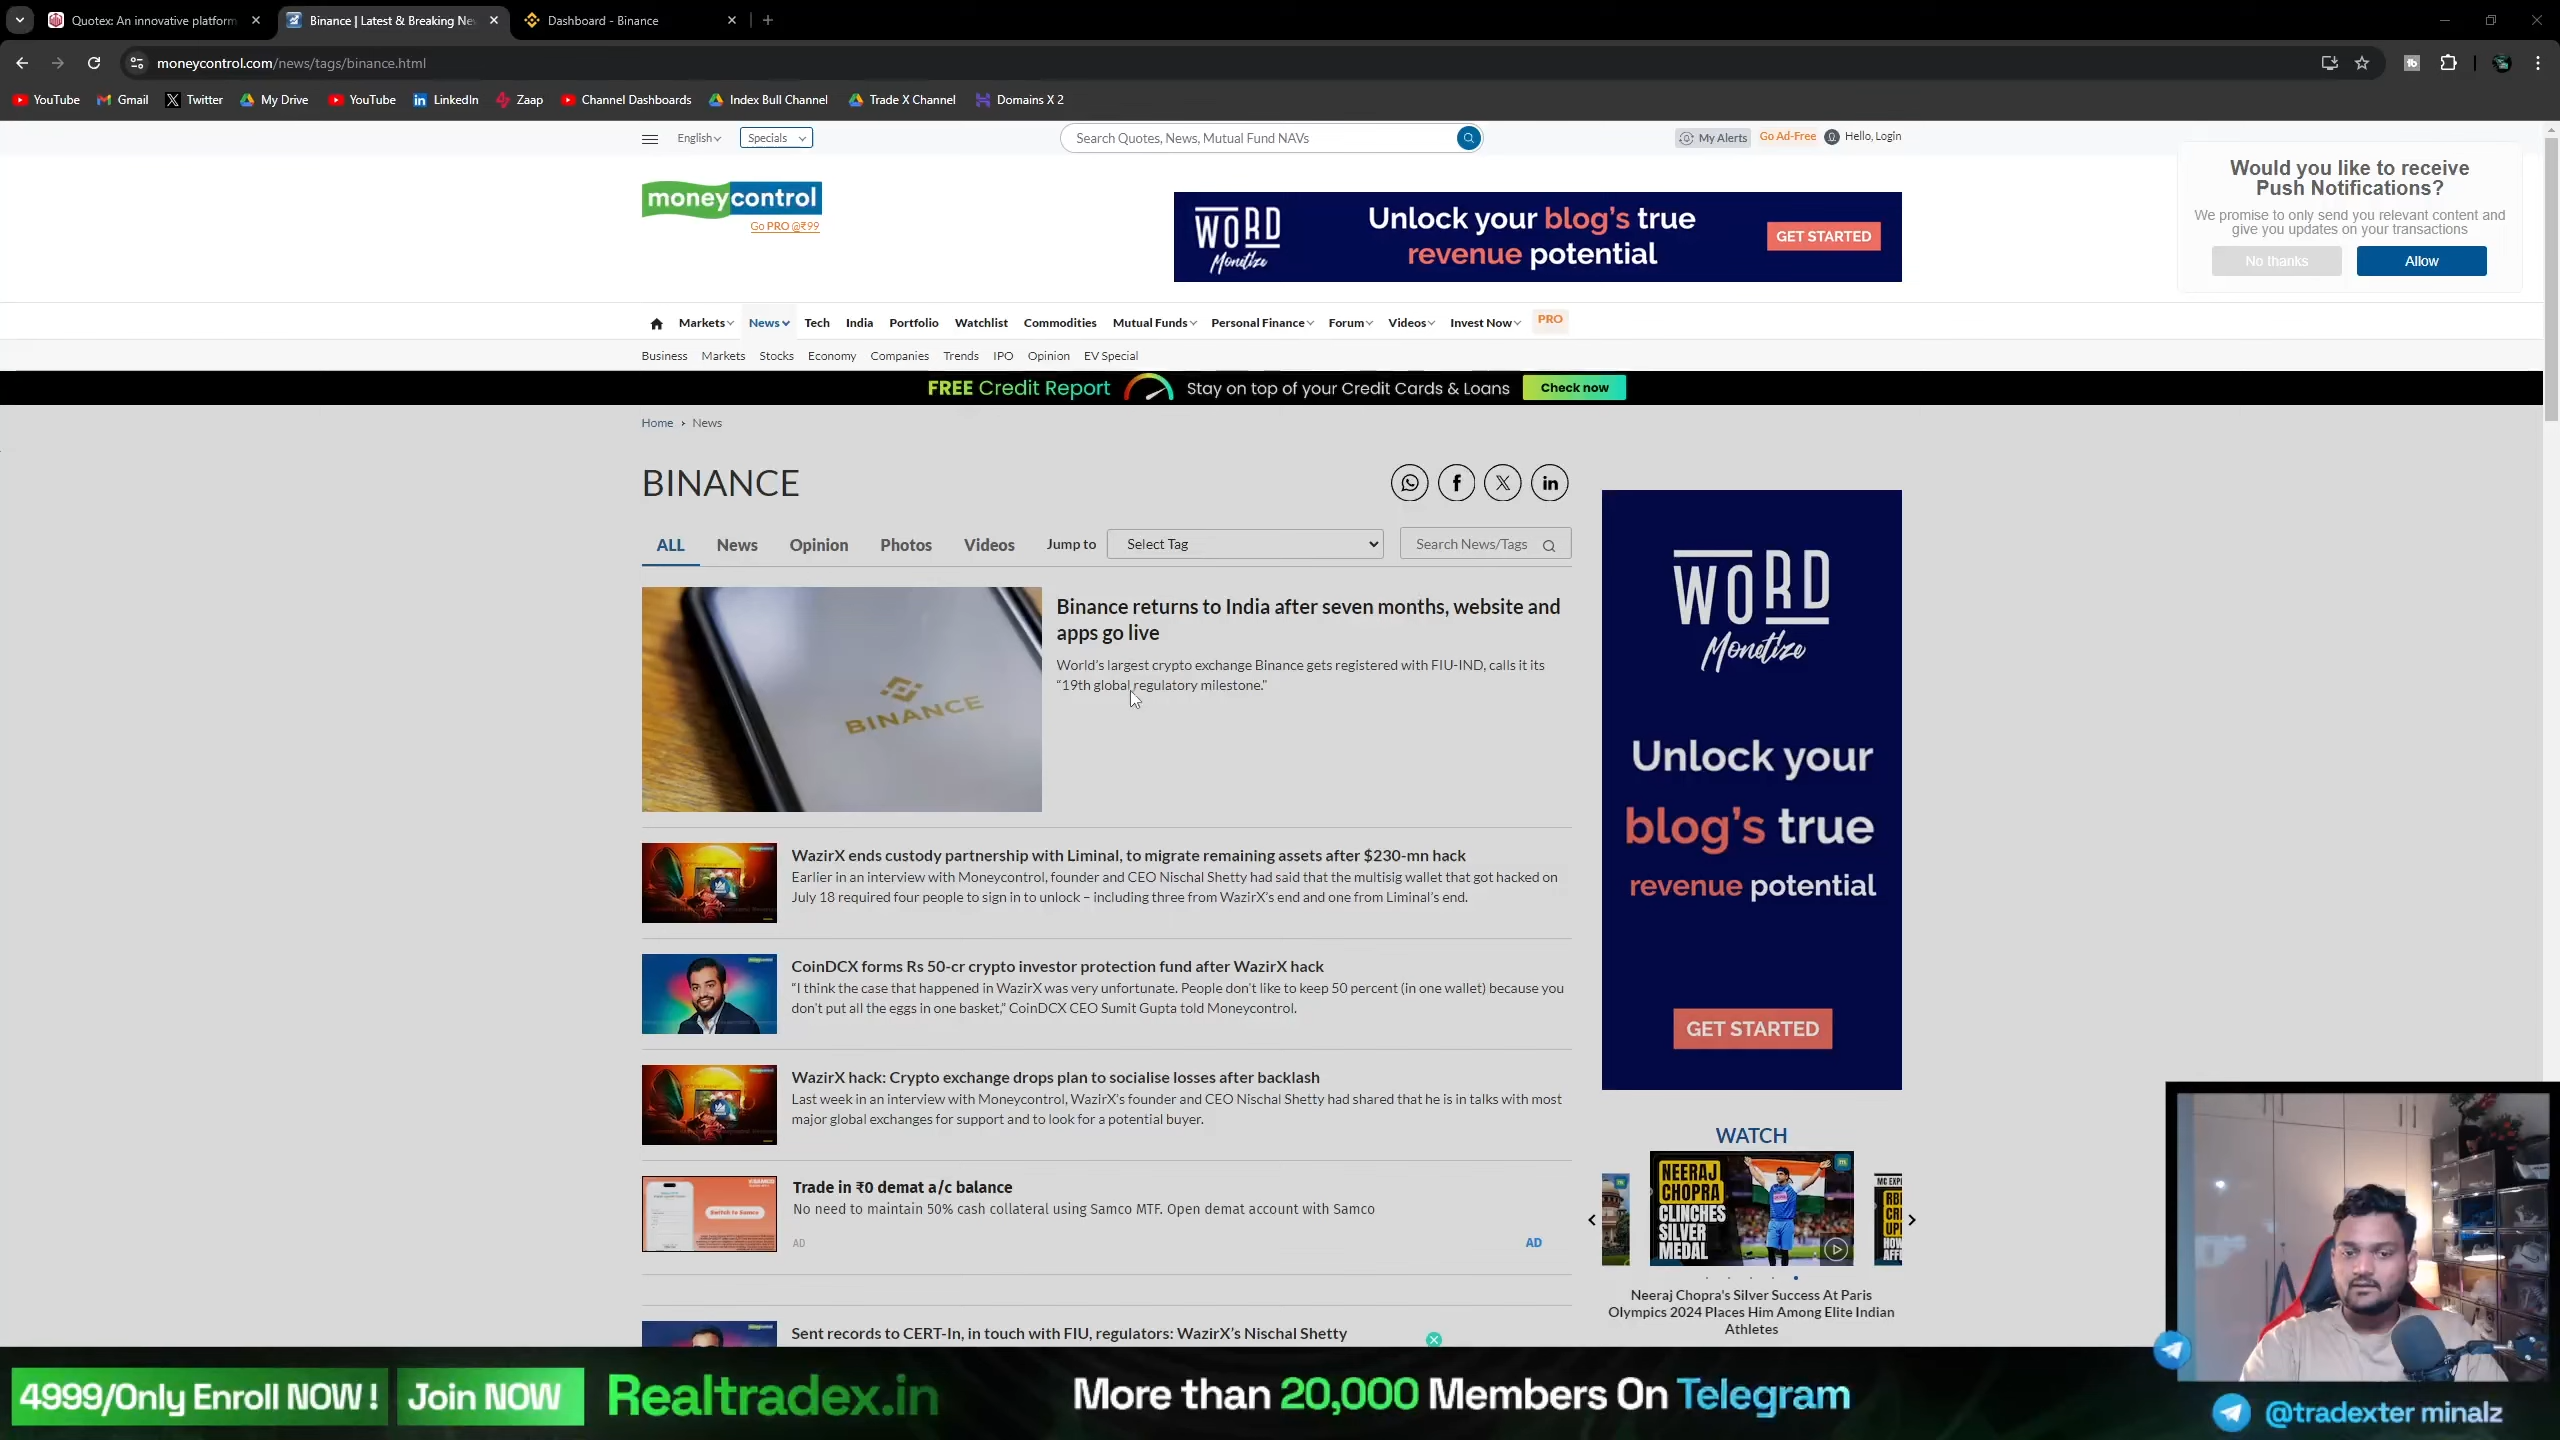 Quotex: An innovative platform
Binance | Latest & Breaking Ne
Dashboard - Binance
moneycontrol.com/news/tags/binance.html
YouTube
Gmail
Twitter
My Drive
YouTube
LinkedIn
Zaap
Channel Dashboards
Index Bull Channel
Trade X Channel
Domains X 2
English
Specials
Search Quotes, News, Mutual Fund NAVs
My Alerts
Go Ad-Free
Hello, Login
Would you like to receive
Push Notifications?
We promise to only send you relevant content and
give you updates on your transactions
No thanks
Allow
moneycontrol
Go PRO @₹99
WORD
Monetize
Unlock your blog's true
revenue potential
GET STARTED
Markets
News
Tech
India
Portfolio
Watchlist
Commodities
Mutual Funds
Personal Finance
Forum
Videos
Invest Now
PRO
Business
Markets
Stocks
Economy
Companies
Trends
IPO
Opinion
EV Special
FREE Credit Report
Stay on top of your Credit Cards & Loans
Check now
Home › News
BINANCE
ALL
News
Opinion
Photos
Videos
Jump to
Select Tag
Search News/Tags
BINANCE
Binance returns to India after seven months, website and
apps go live
World's largest crypto exchange Binance gets registered with FIU-IND, calls it its
“19th global regulatory milestone."
WazirX ends custody partnership with Liminal, to migrate remaining assets after $230-mn hack
Earlier in an interview with Moneycontrol, founder and CEO Nischal Shetty had said that the multisig wallet that got hacked on
July 18 required four people to sign in to unlock – including three from WazirX's end and one from Liminal's end.
CoinDCX forms Rs 50-cr crypto investor protection fund after WazirX hack
“I think the case that happened in WazirX was very unfortunate. People don't like to keep 50 percent (in one wallet) because you
don't put all the eggs in one basket,” CoinDCX CEO Sumit Gupta told Moneycontrol.
WazirX hack: Crypto exchange drops plan to socialise losses after backlash
Last week in an interview with Moneycontrol, WazirX's founder and CEO Nischal Shetty had shared that he is in talks with most
major global exchanges for support and to look for a potential buyer.
Switch to Samco
Trade in ₹0 demat a/c balance
No need to maintain 50% cash collateral using Samco MTF. Open demat account with Samco
AD
AD
Sent records to CERT-In, in touch with FIU, regulators: WazirX's Nischal Shetty
WORD
Monetize
Unlock your
blog's true
revenue potential
GET STARTED
WATCH
NEERAJ
CHOPRA
CLINCHES
SILVER
MEDAL
Neeraj Chopra's Silver Success At Paris
Olympics 2024 Places Him Among Elite Indian
Athletes
4999/Only Enroll NOW !
Join NOW
Realtradex.in
More than 20,000 Members On Telegram
@tradexter minalz